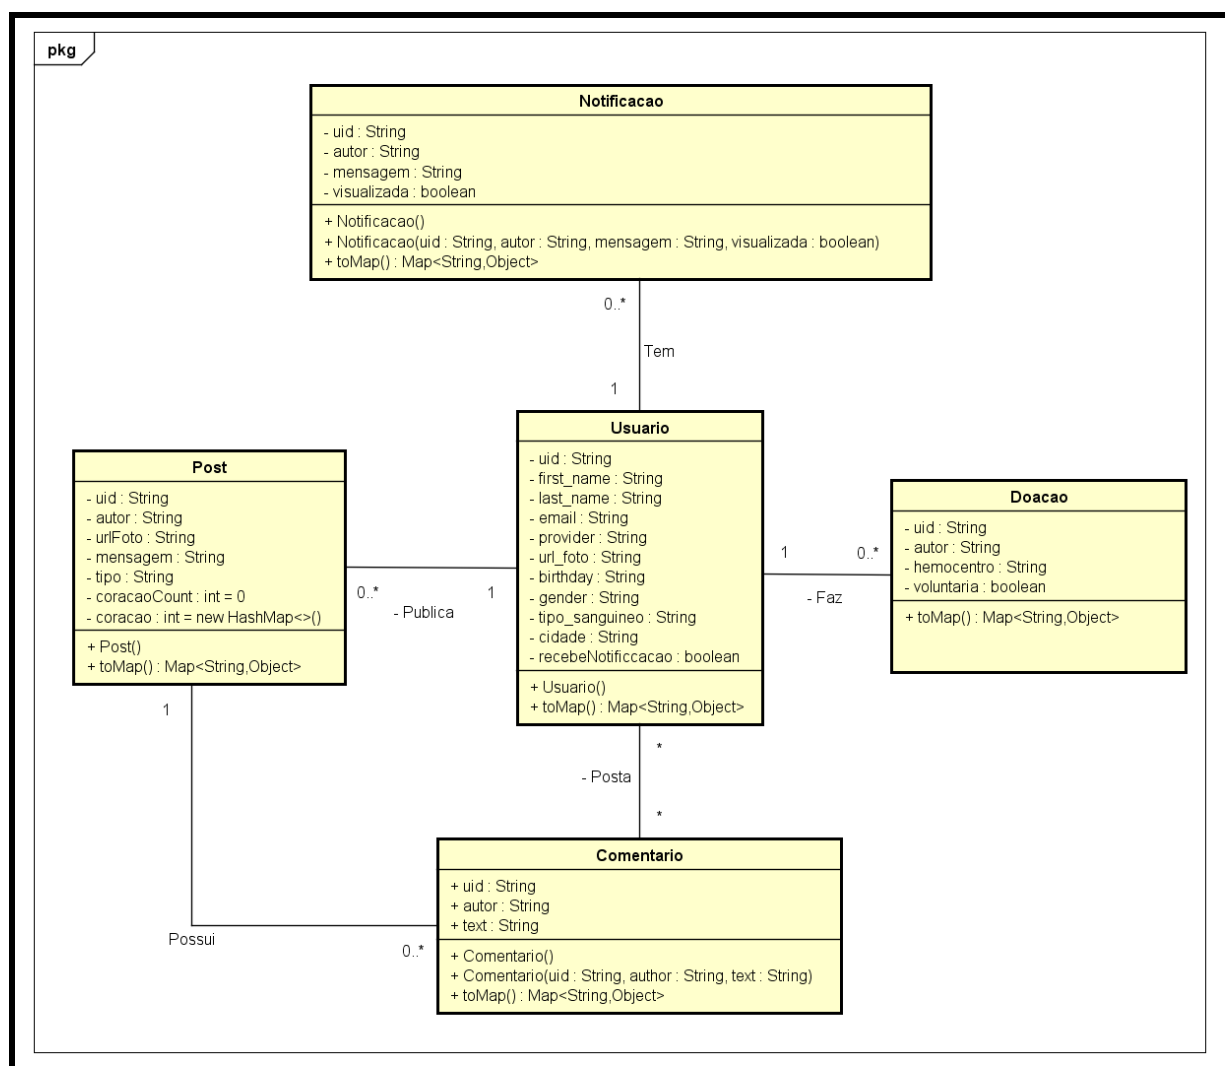 pkg
Notificacao
- uid : String
- autor : String
- mensagem : String
- visualizada : boolean
+ Notificacao()
+ Notificacao(uid : String, autor : String, mensagem : String, visualizada : boolean)
+ toMap() : Map<String,Object>
0..*
Tem
1
Usuario
- uid : String
- first_name : String
- last_name : String
- email : String
- provider : String
- url_foto : String
- birthday : String
- gender : String
- tipo_sanguineo : String
- cidade : String
- recebeNotificcacao : boolean
+ Usuario()
+ toMap() : Map<String,Object>
Post
- uid : String
- autor : String
- urlFoto : String
- mensagem : String
- tipo : String
- coracaoCount : int = 0
- coracao : int = new HashMap<>()
+ Post()
+ toMap() : Map<String,Object>
0..*
- Publica
1
Doacao
- uid : String
- autor : String
- hemocentro : String
- voluntaria : boolean
+ toMap() : Map<String,Object>
1
0..*
- Faz
1
Possui
0..*
*
- Posta
*
Comentario
+ uid : String
+ autor : String
+ text : String
+ Comentario()
+ Comentario(uid : String, author : String, text : String)
+ toMap() : Map<String,Object>